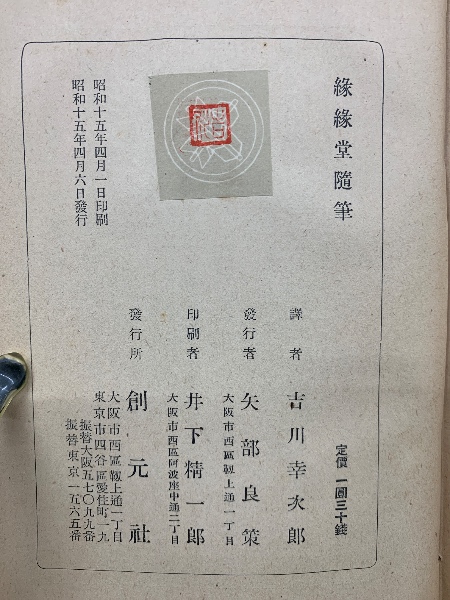 緣緣堂隨筆
昭和十五年四月一日印刷
昭和十五年四月六日發行
定價 一圓三十錢
譯者 吉川幸次郎
發行者 矢部良策
大阪市西區靱上通一丁目
印刷者 井下精一郎
大阪市西區阿波座中通二丁目
發行所 創元社
大阪市西區靱上通一丁目
振替大阪五七〇九九番
東京市四谷區愛住町一九
振替東京一五六五番